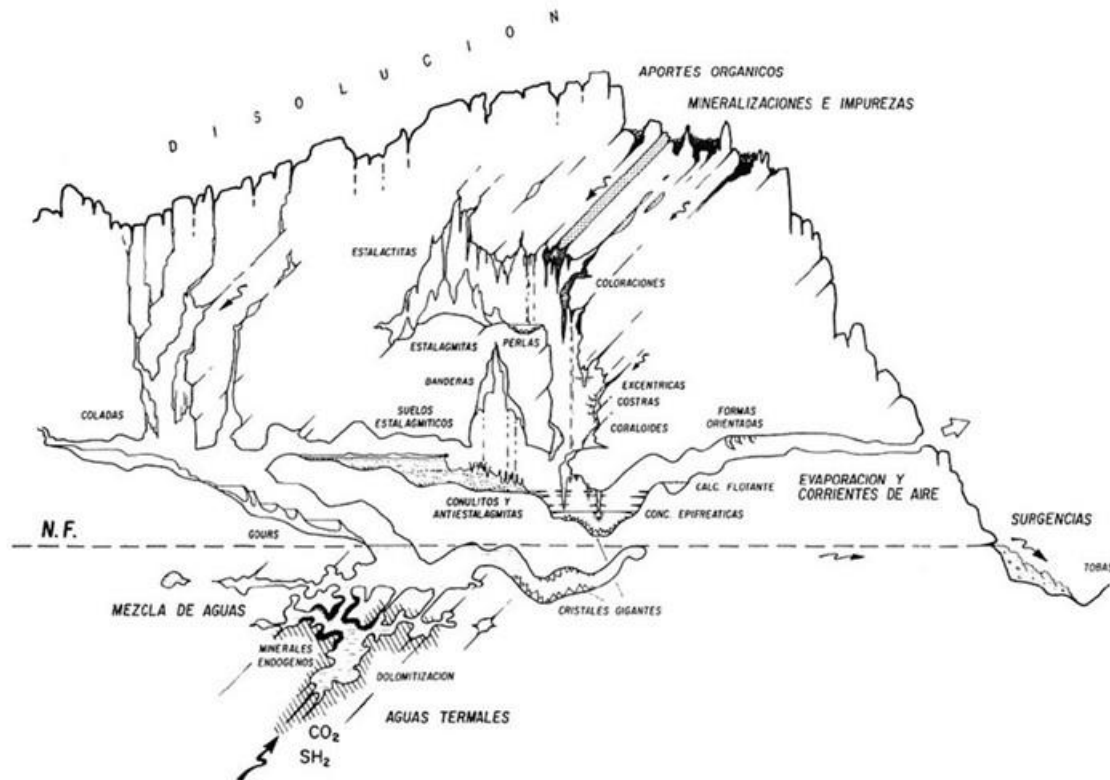 DISOLUCION
APORTES ORGANICOS
MINERALIZACIONES E IMPUREZAS
ESTALACTITAS
COLORACIONES
ESTALAGMITAS
PERLAS
BANDERAS
EXCENTRICAS
COSTRAS
COLADAS
SUELOS
ESTALAGMITICOS
CORALOIDES
FORMAS
ORIENTADAS
CALC. FLOTANTE
EVAPORACION Y
CORRIENTES DE AIRE
CONULITOS Y
ANTIESTALAGMITAS
CONC. EPIFREATICAS
SURGENCIAS
N.F.
GOURS
TOBAS
MEZCLA DE AGUAS
CRISTALES GIGANTES
MINERALES
ENDOGENOS
DOLOMITIZACION
AGUAS TERMALES
CO₂
SH₂